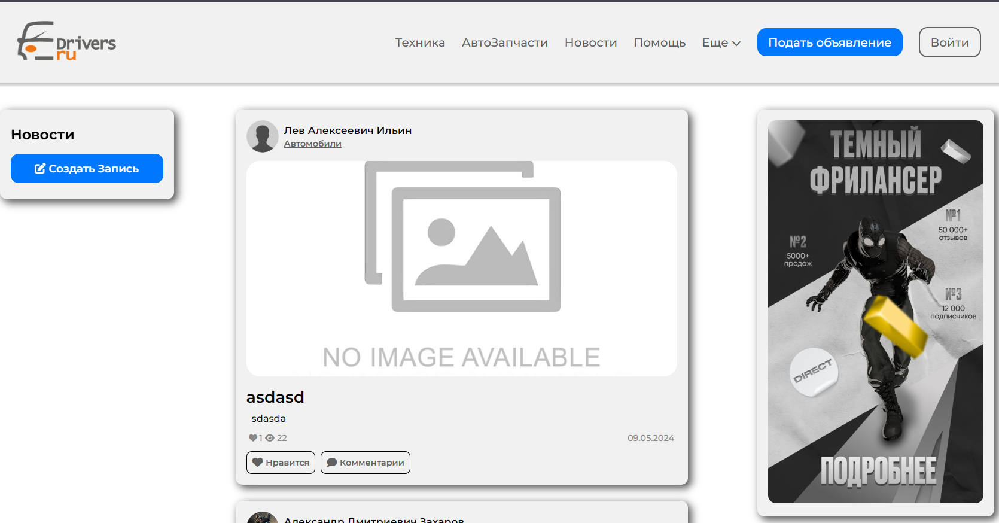 Drivers
ru
Техника АвтоЗапчасти Новости Помощь Еще Подать объявление Войти
Новости
Создать Запись
Лев Алексеевич Ильин
Автомобили
NO IMAGE AVAILABLE
asdasd
sdasda
1 22 09.05.2024
Нравится Комментарии
Александр Дмитриевич Захаров
ТЕМНЫЙ
ФРИЛАНСЕР
№1
50 000+
отзывов
№2
5000+
продаж
№3
12 000
подписчиков
DIRECT
ПОДРОБНЕЕ